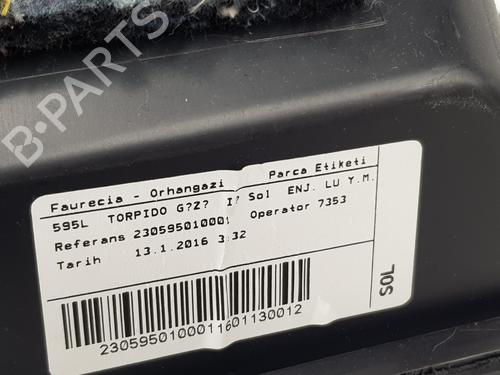 B-PARTS
Faurecia - Orhangazi Parca Etiketi
595L TORPIDO G?Z? I? Sol ENJ. LU Y.M.
Referans 230595010001 Operator 7353
Tarih 13.1.2016 3:32
SOL
2305950100011601130012